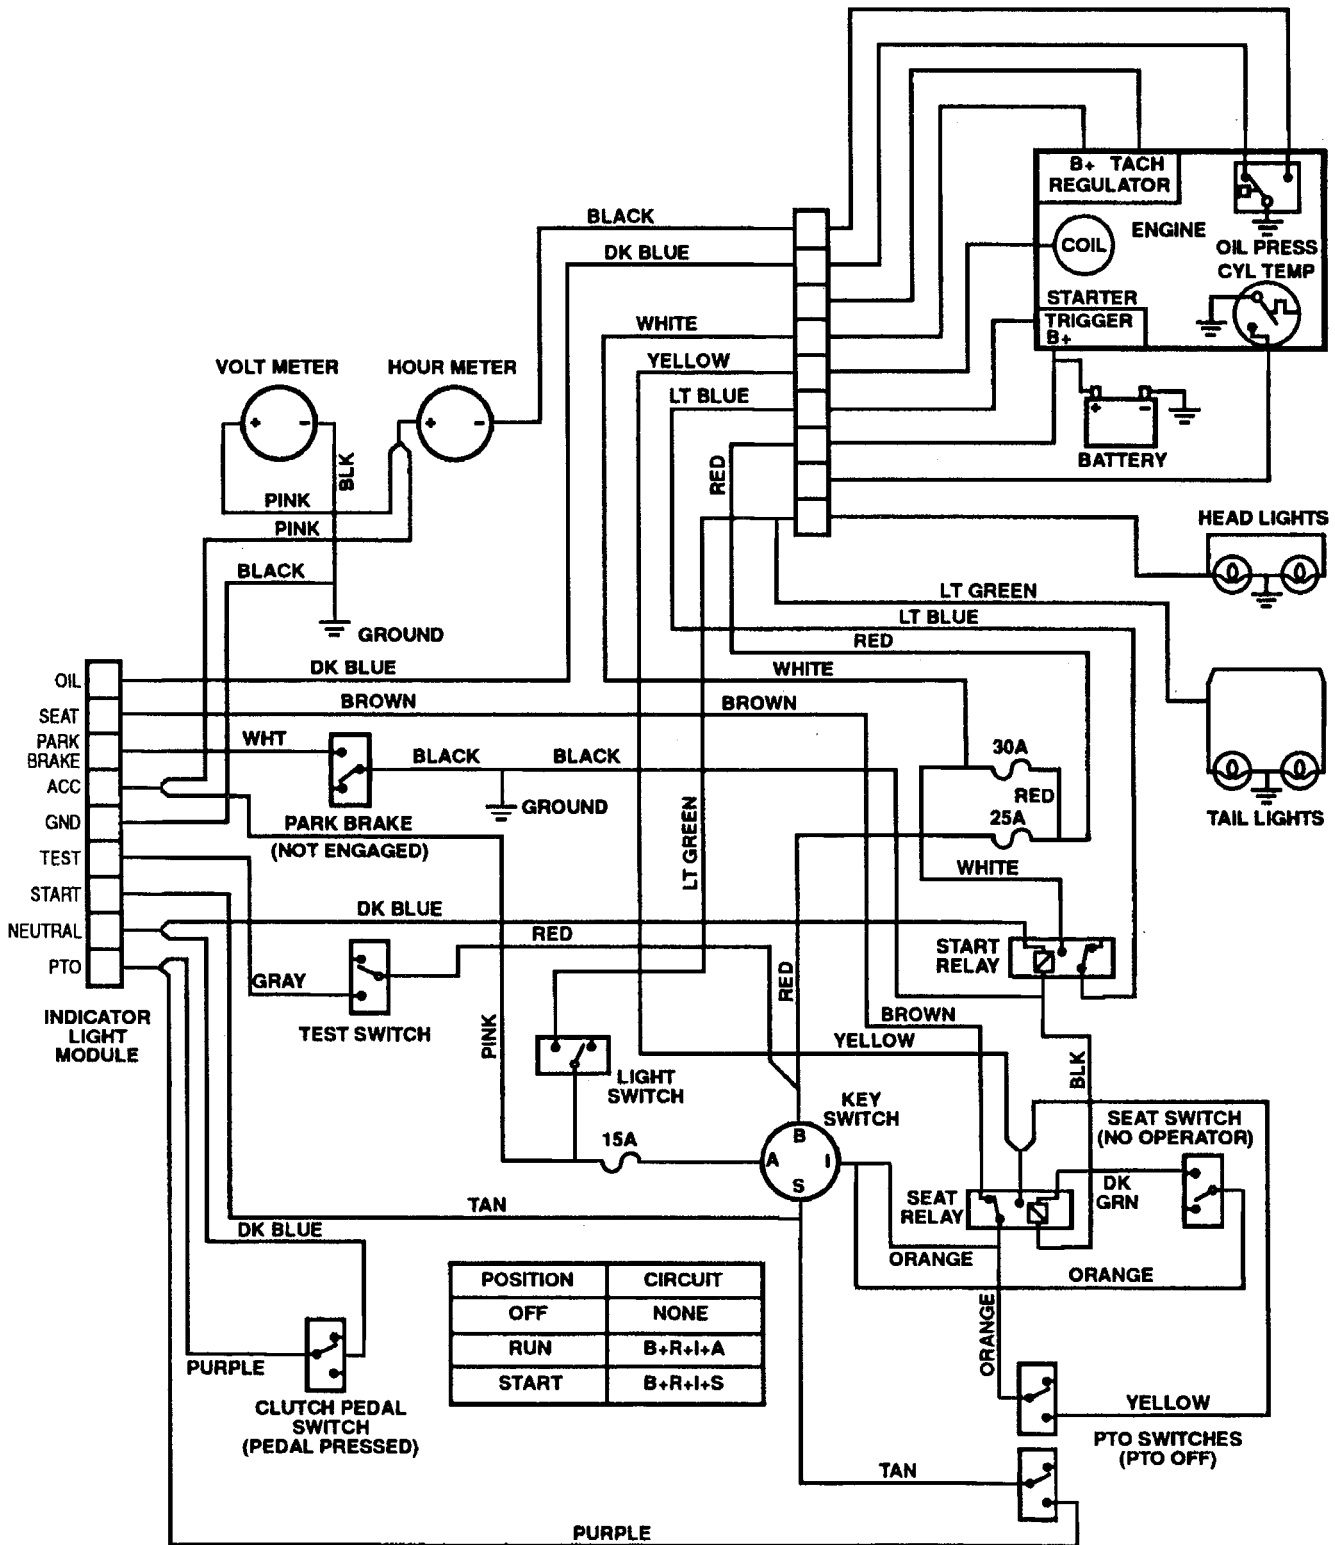 B+ TACH
REGULATOR
BLACK
ENGINE
COIL
OIL PRESS
DK BLUE
CYL TEMP
STARTER
TRIGGER
B+
WHITE
YELLOW
VOLT METER
HOUR METER
LT BLUE
+
-
+
-
+
-
BATTERY
RED
BLK
PINK
PINK
HEAD LIGHTS
BLACK
LT GREEN
LT BLUE
GROUND
RED
DK BLUE
WHITE
OIL
BROWN
BROWN
SEAT
WHT
PARK
BRAKE
BLACK
BLACK
30A
ACC
RED
GROUND
GND
PARK BRAKE
(NOT ENGAGED)
25A
TAIL LIGHTS
LT GREEN
TEST
WHITE
START
DK BLUE
NEUTRAL
RED
START
RELAY
PTO
GRAY
RED
INDICATOR
LIGHT
MODULE
TEST SWITCH
PINK
BROWN
YELLOW
BLK
LIGHT
SWITCH
KEY
SWITCH
SEAT SWITCH
(NO OPERATOR)
15A
B
A
I
S
DK
GRN
SEAT
RELAY
TAN
DK BLUE
ORANGE
ORANGE
POSITION CIRCUIT
OFF NONE
RUN B+R+I+A
START B+R+I+S
ORANGE
PURPLE
CLUTCH PEDAL
SWITCH
(PEDAL PRESSED)
YELLOW
PTO SWITCHES
(PTO OFF)
TAN
PURPLE